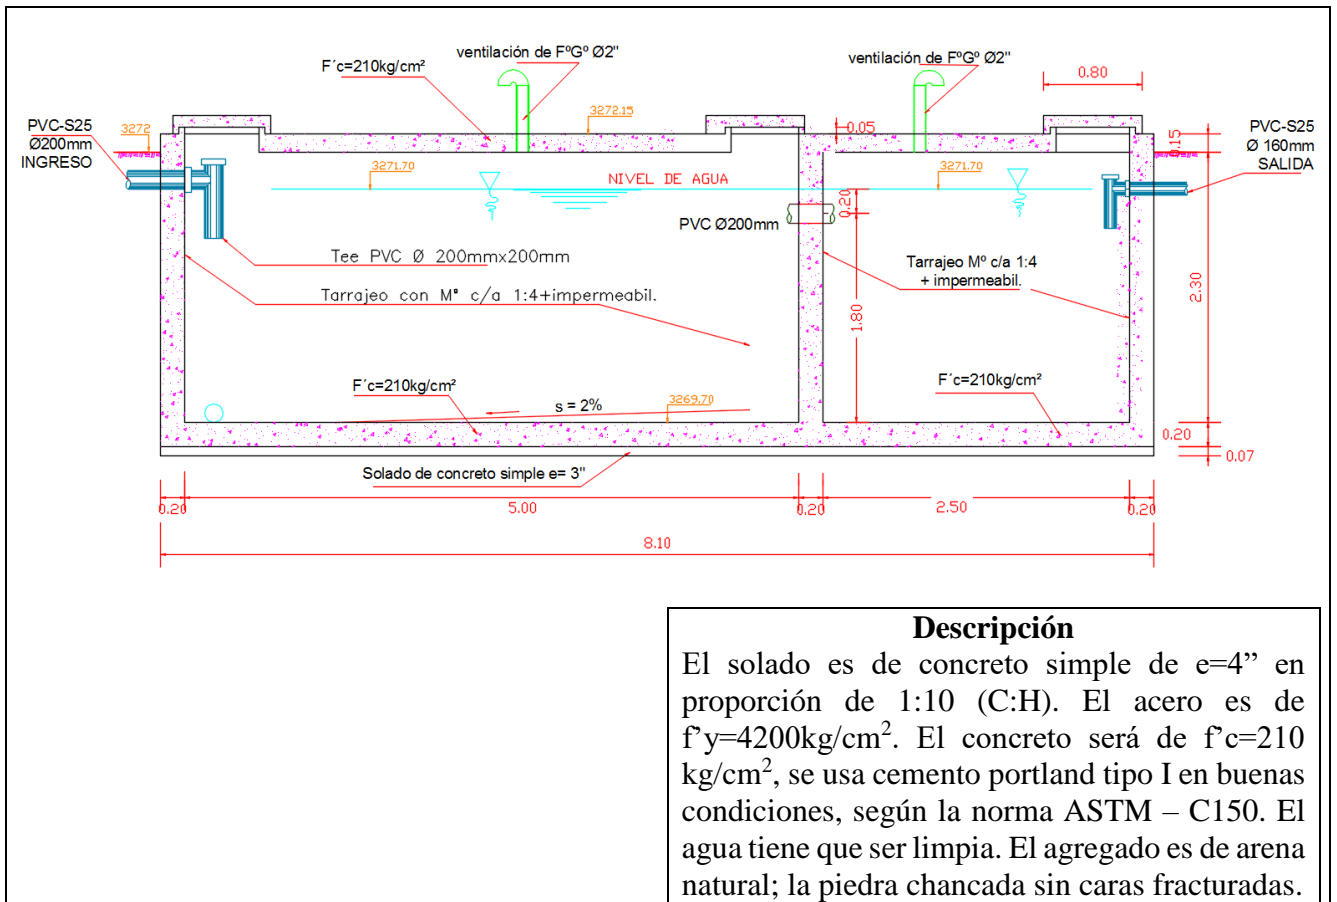 ventilación de FºGº Ø2"
F´c=210kg/cm²
ventilación de FºGº Ø2"
0.80
PVC-S25
Ø200mm
INGRESO
3272
3272.15
0.05
0.15
PVC-S25
Ø 160mm
SALIDA
3271.70
NIVEL DE AGUA
3271.70
0.20
PVC Ø200mm
Tee PVC Ø 200mmx200mm
Tarrajeo con Mº c/a 1:4+impermeabil.
Tarrajeo Mº c/a 1:4
+ impermeabil.
2.30
1.80
F´c=210kg/cm²
F´c=210kg/cm²
s = 2%
3269.70
0.20
0.07
Solado de concreto simple e= 3"
0.20
5.00
0.20
2.50
0.20
8.10
Descripción
El solado es de concreto simple de e=4” en
proporción de 1:10 (C:H). El acero es de
f’y=4200kg/cm². El concreto será de f’c=210
kg/cm², se usa cemento portland tipo I en buenas
condiciones, según la norma ASTM – C150. El
agua tiene que ser limpia. El agregado es de arena
natural; la piedra chancada sin caras fracturadas.